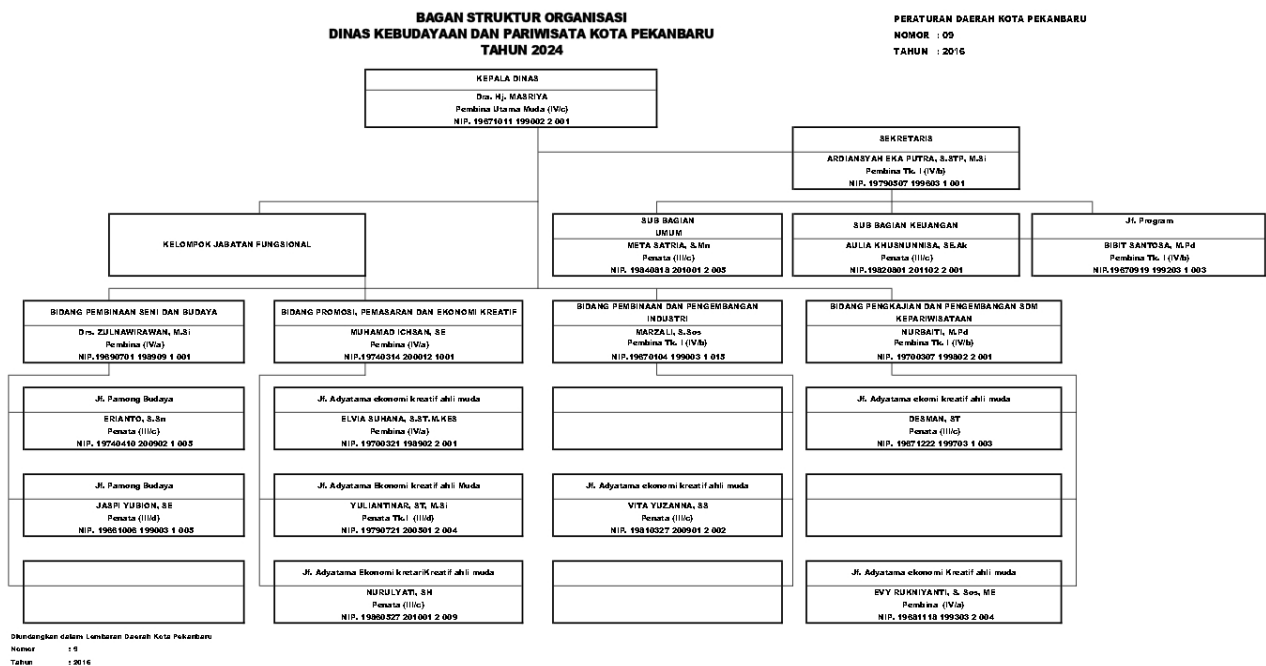 BAGAN STRUKTUR ORGANISASI
DINAS KEBUDAYAAN DAN PARIWISATA KOTA PEKANBARU
TAHUN 2024
PERATURAN DAERAH KOTA PEKANBARU
NOMOR : 09
TAHUN : 2016
KEPALA DINAS
Dra. Hj. MASRIYA
Pembina Utama Muda (IV/c)
NIP. 19671011 199002 2 001
SEKRETARIS
ARDIANSYAH EKA PUTRA, S.STP, M.Si
Pembina Tk. I (IV/b)
NIP. 19790507 199603 1 001
KELOMPOK JABATAN FUNGSIONAL
SUB BAGIAN
UMUM
META SATRIA, S.Mn
Penata (III/c)
NIP. 19840818 201001 2 005
SUB BAGIAN KEUANGAN
AULIA KHUSNUNNISA, SE.Ak
Penata (III/c)
NIP. 19820801 201102 2 001
Jf. Program
BIBIT SANTOSA, M.Pd
Pembina Tk. I (IV/b)
NIP.19670919 199203 1 003
BIDANG PEMBINAAN SENI DAN BUDAYA
Drs. ZULNAWIRAWAN, M.Si
Pembina (IV/a)
NIP.19690701 198909 1 001
BIDANG PROMOSI, PEMASARAN DAN EKONOMI KREATIF
MUHAMAD ICHSAN, SE
Pembina (IV/a)
NIP.19740314 200012 1001
BIDANG PEMBINAAN DAN PENGEMBANGAN
INDUSTRI
MARZALI, S.Sos
Pembina Tk. I (IV/b)
NIP.19670104 199003 1 015
BIDANG PENGKAJIAN DAN PENGEMBANGAN SDM
KEPARIWISATAAN
NURBAITI, M.Pd
Pembina Tk. I (IV/b)
NIP. 19700307 199802 2 001
Jf. Pamong Budaya
ERIANTO, S.Sn
Penata (III/c)
NIP. 19740410 200902 1 005
Jf. Adyatama ekonomi kreatif ahli muda
ELVIA SUHANA, S.ST.M.KES
Pembina (IV/a)
NIP. 19700321 198902 2 001
Jf. Adyatama ekomi kreatif ahli muda
DESMAN, ST
Penata (III/c)
NIP. 19671222 199703 1 003
Jf. Pamong Budaya
JASPI YUBION, SE
Penata (III/d)
NIP. 19661006 199003 1 005
Jf. Adyatama Ekonomi kreatif ahli Muda
YULIANTINAR, ST, M.Si
Penata Tk.I (III/d)
NIP. 19790721 200501 2 004
Jf. Adyatama ekonomi kreatif ahli muda
VITA YUZANNA, SS
Penata (III/c)
NIP. 19810327 200901 2 002
Jf. Adyatama Ekonomi kretariKreatif ahli muda
NURULYATI, SH
Penata (III/c)
NIP. 19860527 201001 2 009
Jf. Adyatama ekonomi Kreatif ahli muda
EVY RUKNIYANTI, S. Sos, ME
Pembina (IV/a)
NIP. 19681118 199303 2 004
Diundangkan dalam Lembaran Daerah Kota Pekanbaru
Nomor : 9
Tahun : 2016